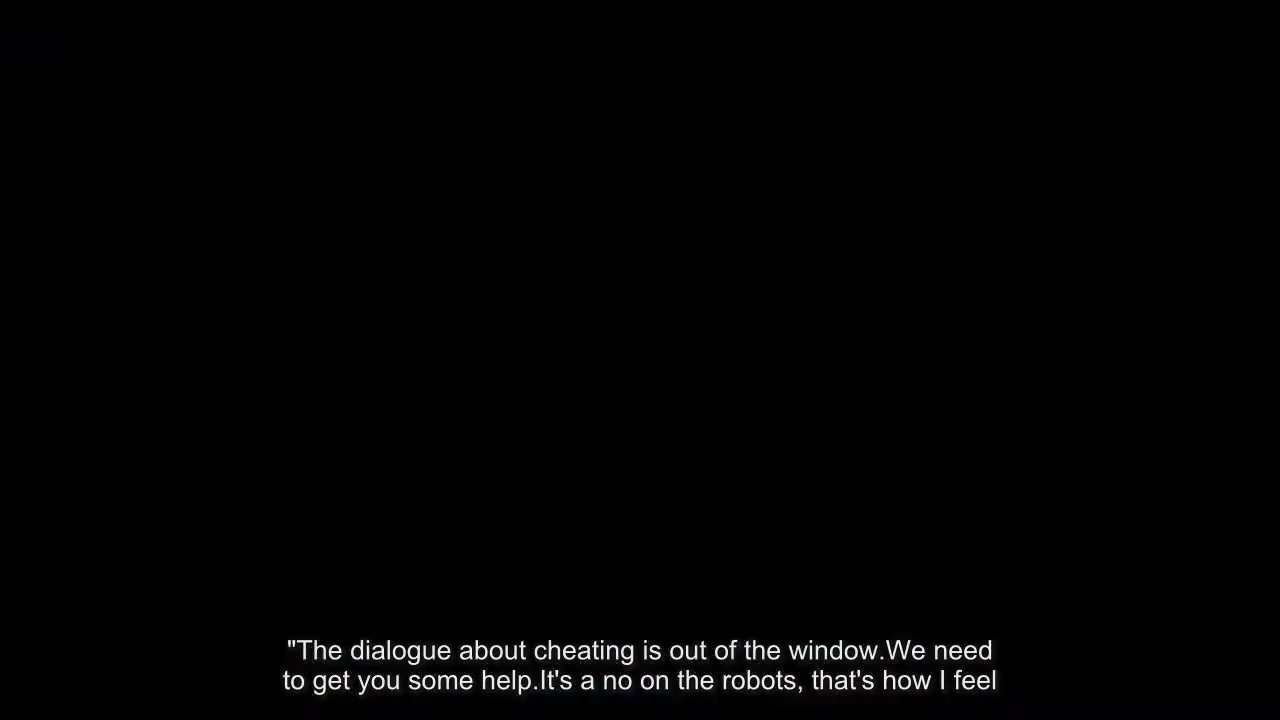 "The dialogue about cheating is out of the window.We need
to get you some help.It's a no on the robots, that's how I feel